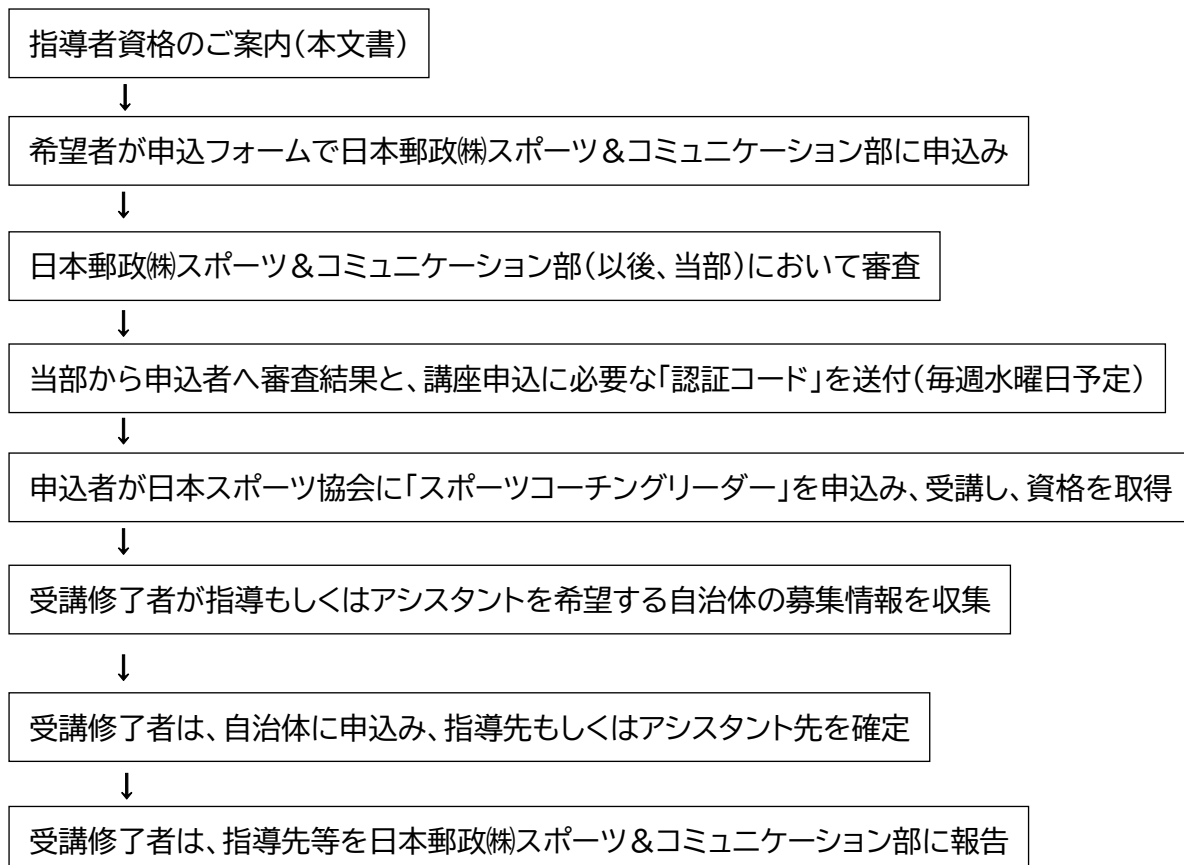 指導者資格のご案内(本文書)
↓
希望者が申込フォームで日本郵政㈱スポーツ&コミュニケーション部に申込み
↓
日本郵政㈱スポーツ&コミュニケーション部(以後、当部)において審査
↓
当部から申込者へ審査結果と、講座申込に必要な「認証コード」を送付(毎週水曜日予定)
↓
申込者が日本スポーツ協会に「スポーツコーチングリーダー」を申込み、受講し、資格を取得
↓
受講修了者が指導もしくはアシスタントを希望する自治体の募集情報を収集
↓
受講修了者は、自治体に申込み、指導先もしくはアシスタント先を確定
↓
受講修了者は、指導先等を日本郵政㈱スポーツ&コミュニケーション部に報告